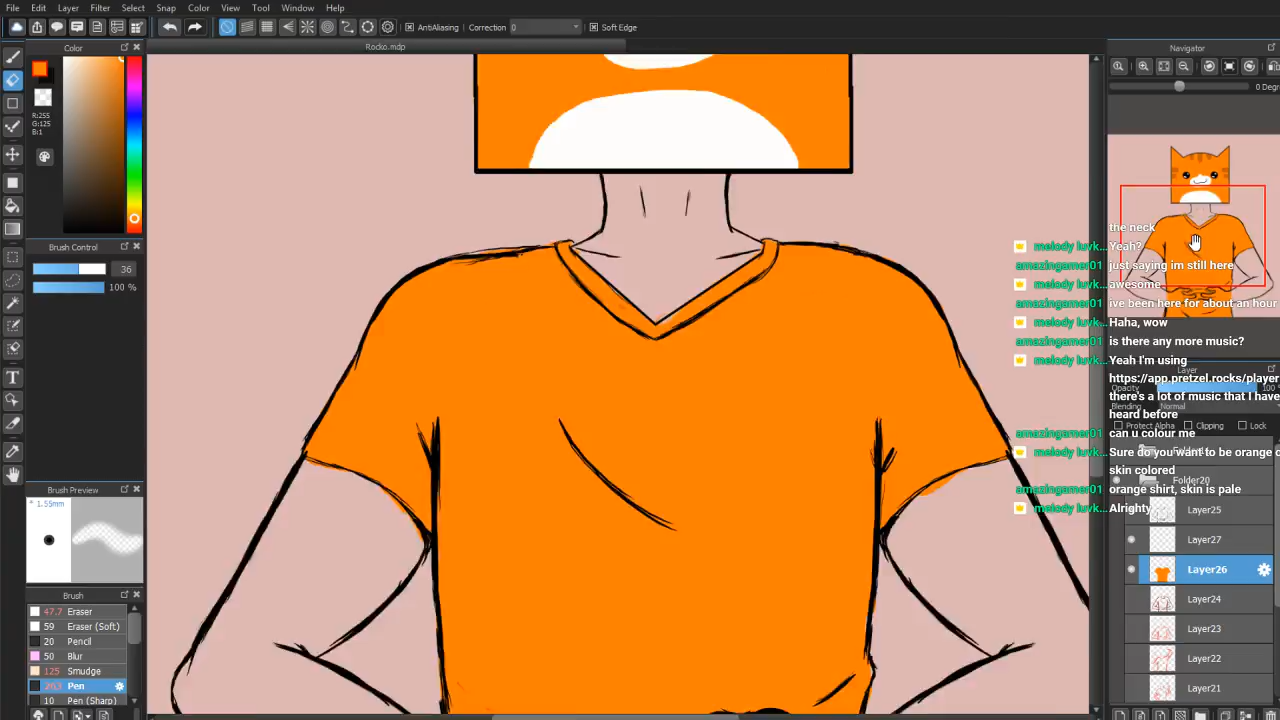 File Edit Layer Filter Select Snap Color View Tool Window Help
AntiAliasing Correction 0 Soft Edge
Rocko.mdp
Color
R:255
G:125
B:1
Brush Control
36
100 %
Brush Preview
* 1.55mm
Brush
47.7 Eraser
59 Eraser (Soft)
20 Pencil
50 Blur
125 Smudge
Pen
10 Pen (Sharp)
Navigator
0 Degre
the neck
melody luvk... Yeah?
amazingamer01 just saying im still here
melody luvk... awesome
amazingamer01 ive been here for about an hour
melody luvk... Haha, wow
amazingamer01 is there any more music?
melody luvk... Yeah I'm using
https://app.pretzel.rocks/player
there's a lot of music that I have
heard before
amazingamer01 can u colour me
melody luvk... Sure do you want to be orange o
skin colored
amazingamer01 orange shirt, skin is pale
melody luvk... Alrighty
Layer
Opacity 100 %
Blending Normal
Protect Alpha Clipping Lock
Folder20
Layer25
Layer27
Layer26
Layer24
Layer23
Layer22
Layer21